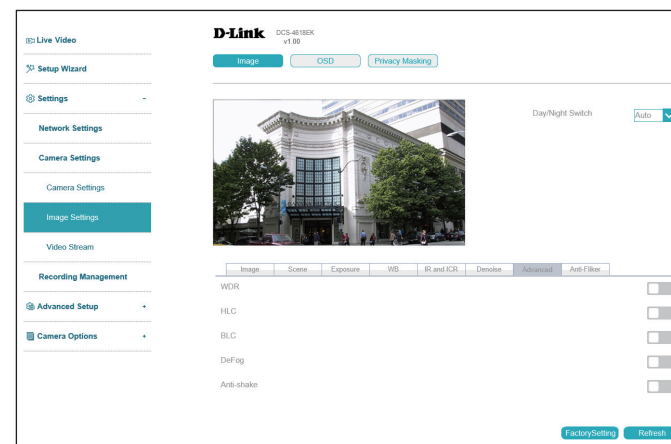 Live Video
Setup Wizard
Settings -
Network Settings
Camera Settings
Camera Settings
Image Settings
Video Stream
Recording Management
Advanced Setup +
Camera Options +
D-Link DCS-4618EK
v1.00
Image OSD Privacy Masking
Day/Night Switch Auto
Image Scene Exposure WB IR and ICR Denoise Advanced Anti-Fliker
WDR
HLC
BLC
DeFog
Anti-shake
FactorySetting Refresh